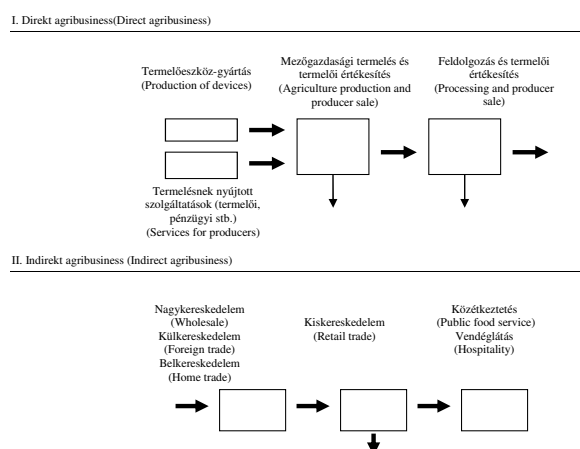 I. Direkt agribusiness(Direct agribusiness)
Termelőeszköz-gyártás
(Production of devices)
Mezőgazdasági termelés és
termelői értékesítés
(Agriculture production and
producer sale)
Feldolgozás és termelői
értékesítés
(Processing and producer
sale)
Termelésnek nyújtott
szolgáltatások (termelői,
pénzügyi stb.)
(Services for producers)
II. Indirekt agribusiness (Indirect agribusiness)
Nagykereskedelem
(Wholesale)
Külkereskedelem
(Foreign trade)
Belkereskedelem
(Home trade)
Kiskereskedelem
(Retail trade)
Közétkeztetés
(Public food service)
Vendéglátás
(Hospitality)